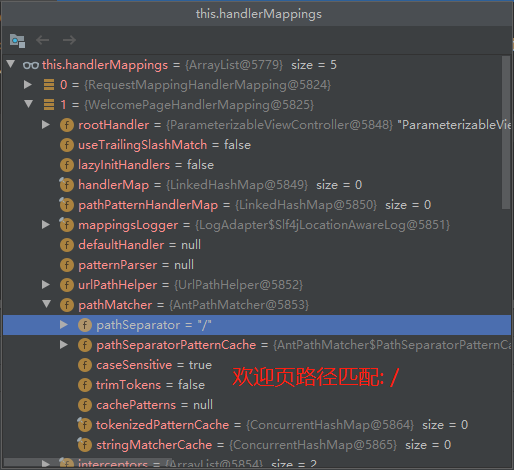 this.handlerMappings
this.handlerMappings = {ArrayList@5779} size = 5
0 = {RequestMappingHandlerMapping@5824}
1 = {WelcomePageHandlerMapping@5825}
rootHandler = {ParameterizableViewController@5848} "ParameterizableVie
useTrailingSlashMatch = false
lazyInitHandlers = false
handlerMap = {LinkedHashMap@5849} size = 0
pathPatternHandlerMap = {LinkedHashMap@5850} size = 0
mappingsLogger = {LogAdapter$Slf4jLocationAwareLog@5851}
defaultHandler = null
patternParser = null
urlPathHelper = {UrlPathHelper@5852}
pathMatcher = {AntPathMatcher@5853}
pathSeparator = "/"
pathSeparatorPatternCache = {AntPathMatcher$PathSeparatorPatternCa
caseSensitive = true
欢迎页路径匹配: /
trimTokens = false
cachePatterns = null
tokenizedPatternCache = {ConcurrentHashMap@5864} size = 0
stringMatcherCache = {ConcurrentHashMap@5865} size = 0
interceptors = {ArrayList@5854} size = 2